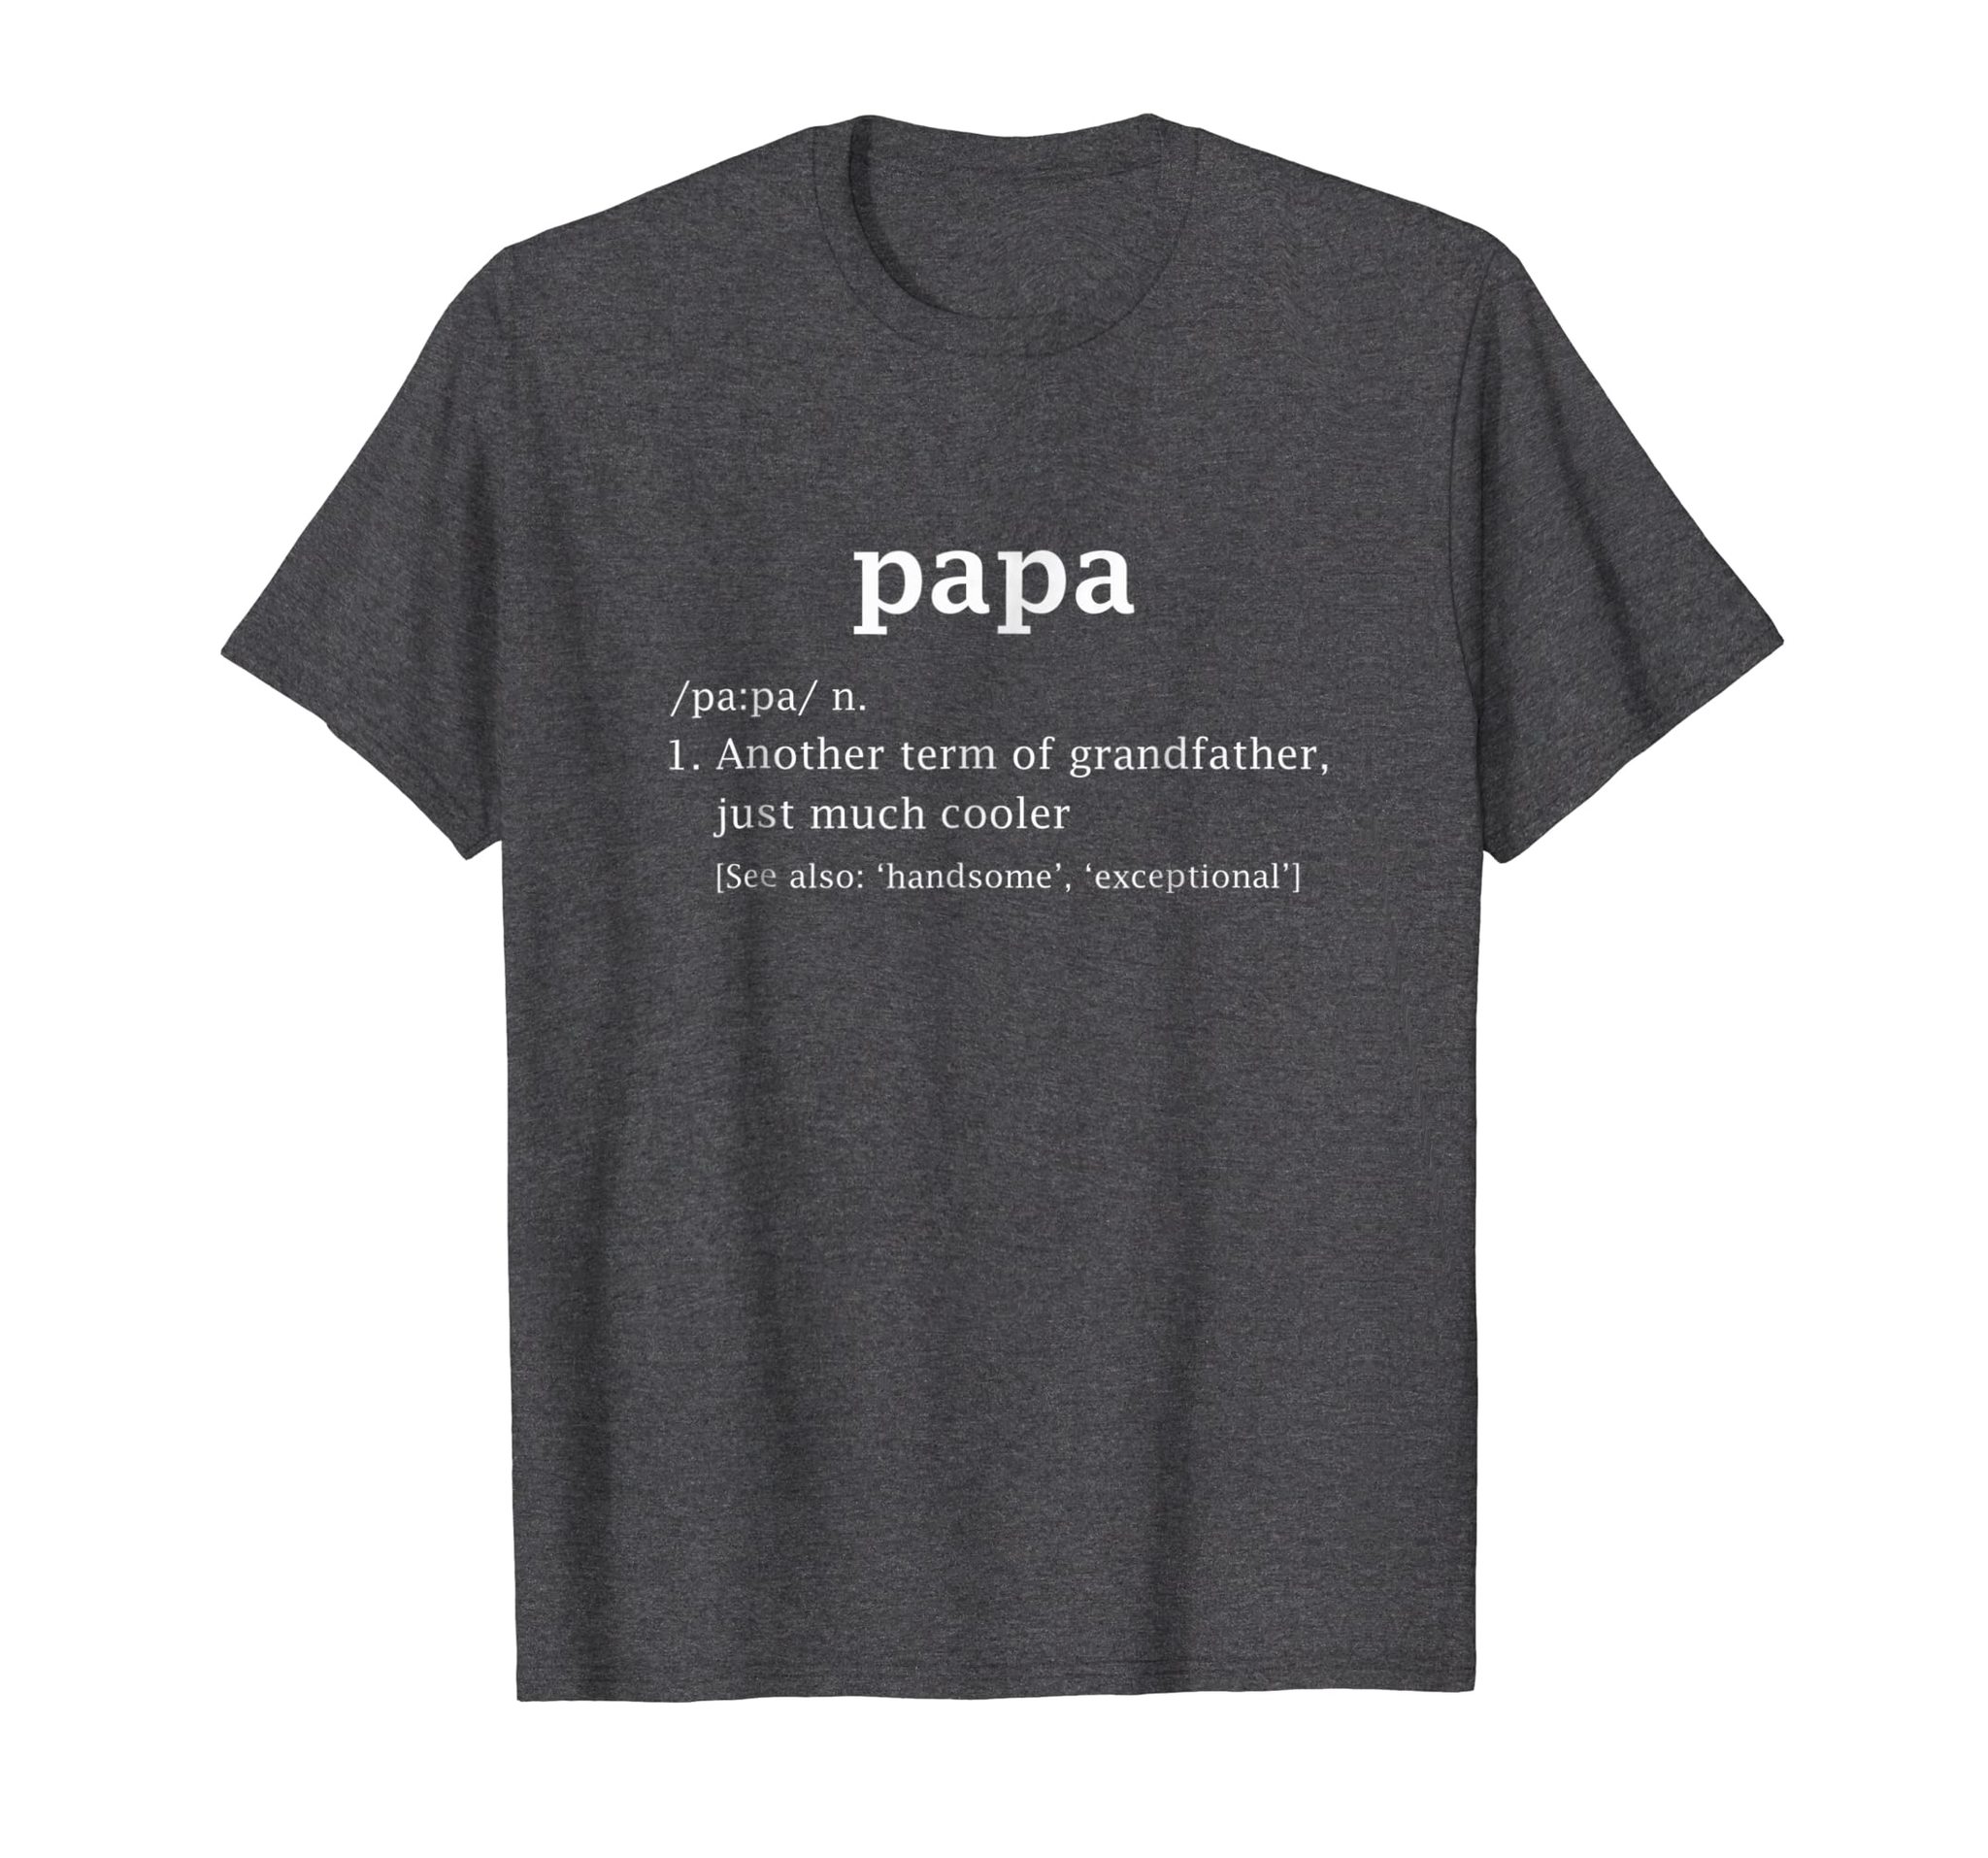 papa
/pa:pa/ n.
1. Another term of grandfather,
just much cooler
[See also: ‘handsome’, ‘exceptional’]